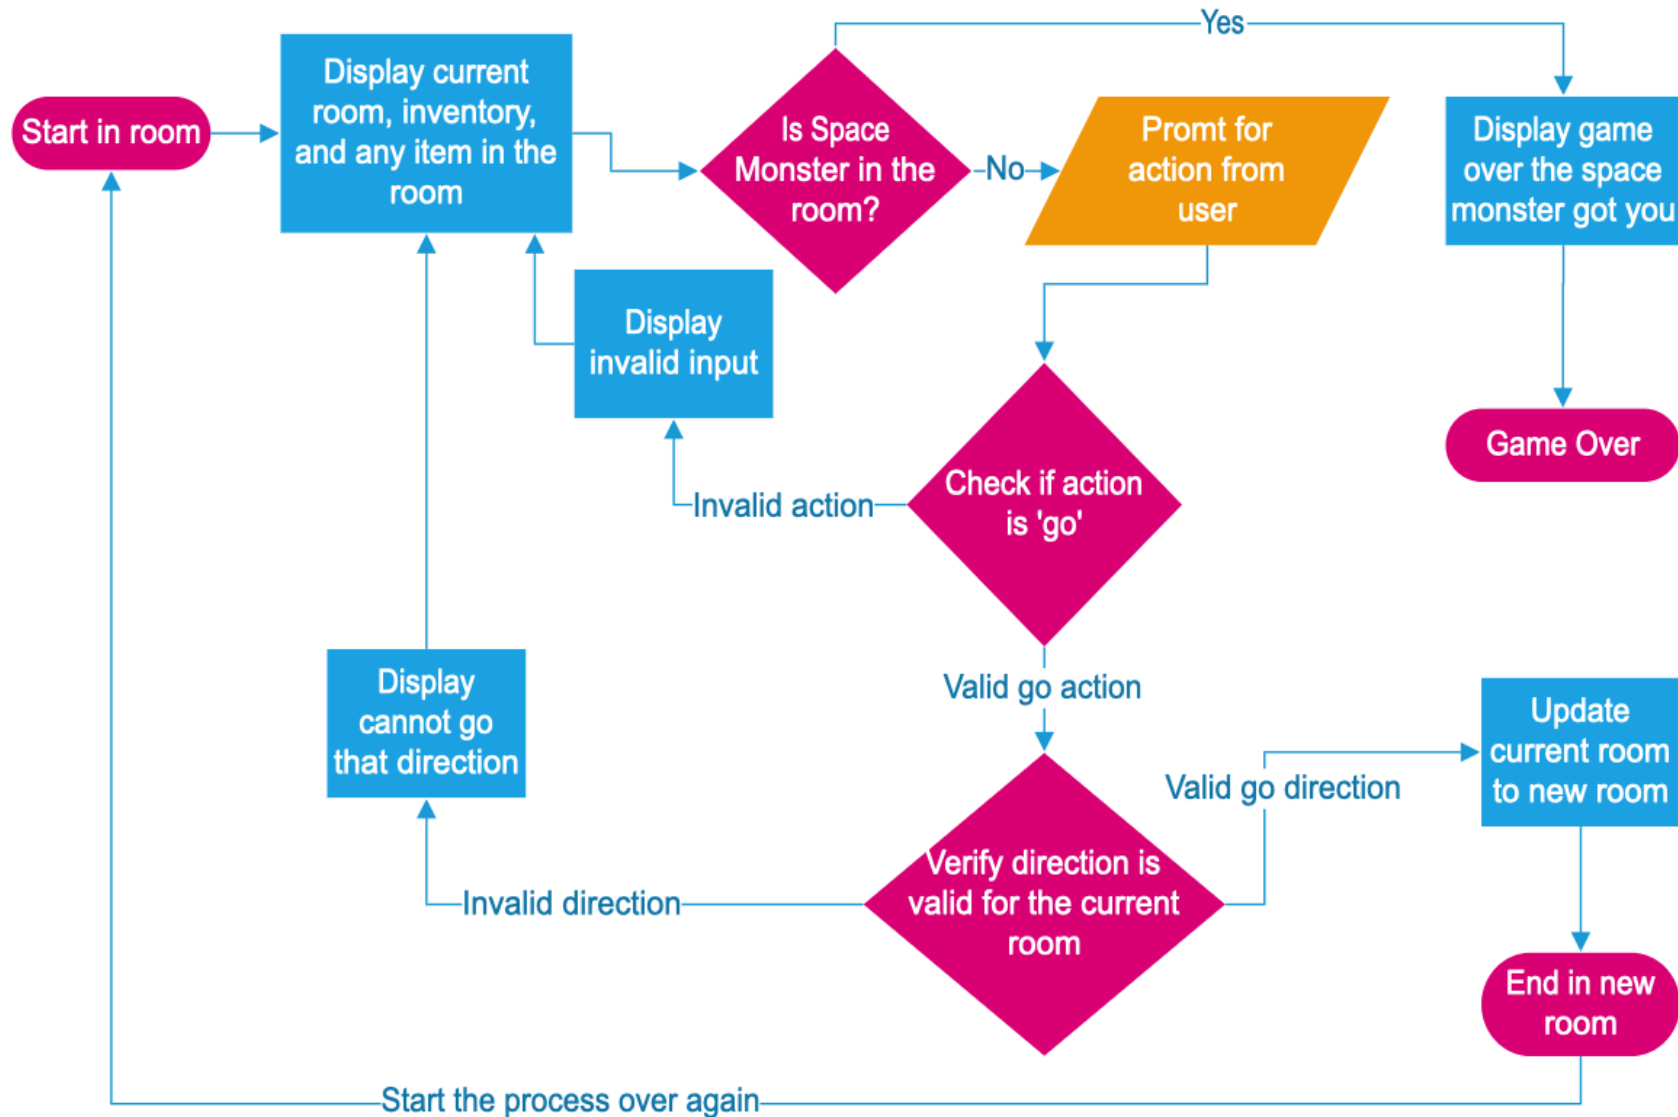 Yes
Start in room
Display current
room, inventory,
and any item in the
room
Is Space
Monster in the
room?
No
Promt for
action from
user
Display game
over the space
monster got you
Display
invalid input
Game Over
Check if action
is 'go'
Invalid action
Valid go action
Display
cannot go
that direction
Update
current room
to new room
Valid go direction
Verify direction is
valid for the current
room
Invalid direction
End in new
room
Start the process over again